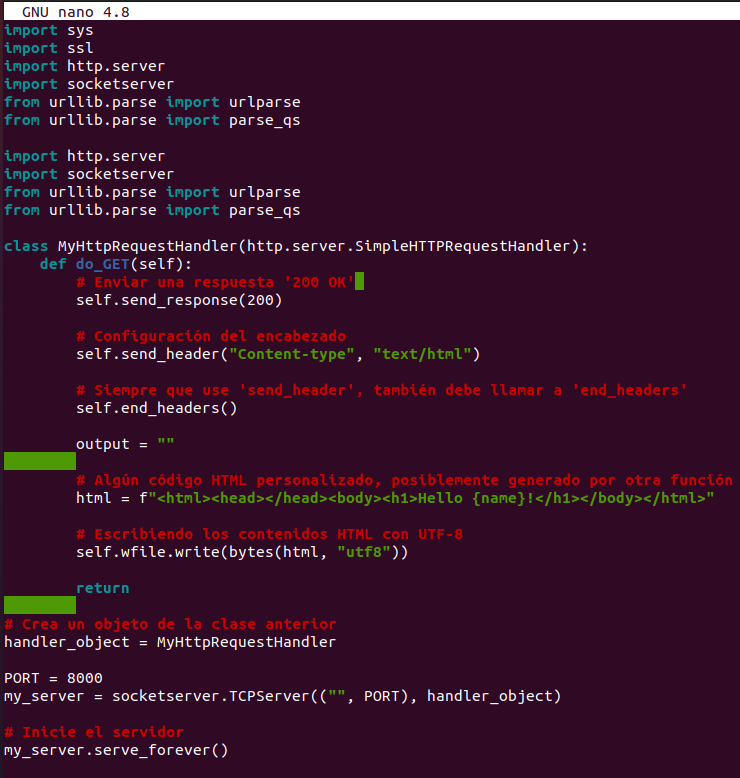 GNU nano 4.8
import sys
import ssl
import http.server
import socketserver
from urllib.parse import urlparse
from urllib.parse import parse_qs

import http.server
import socketserver
from urllib.parse import urlparse
from urllib.parse import parse_qs

class MyHttpRequestHandler(http.server.SimpleHTTPRequestHandler):
    def do_GET(self):
        # Enviar una respuesta '200 OK'
        self.send_response(200)

        # Configuración del encabezado
        self.send_header("Content-type", "text/html")

        # Siempre que use 'send_header', también debe llamar a 'end_headers'
        self.end_headers()

        output = ""

        # Algún código HTML personalizado, posiblemente generado por otra función
        html = f"<html><head></head><body><h1>Hello {name}!</h1></body></html>"

        # Escribiendo los contenidos HTML con UTF-8
        self.wfile.write(bytes(html, "utf8"))

        return

# Crea un objeto de la clase anterior
handler_object = MyHttpRequestHandler

PORT = 8000
my_server = socketserver.TCPServer(("", PORT), handler_object)

# Inicie el servidor
my_server.serve_forever()